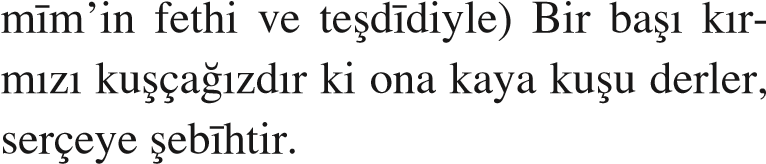 mīm’in fethi ve teşdīdiyle) Bir başı kır-
mızı kuşçağızdır ki ona kaya kuşu derler,
serçeye şebīhtir.